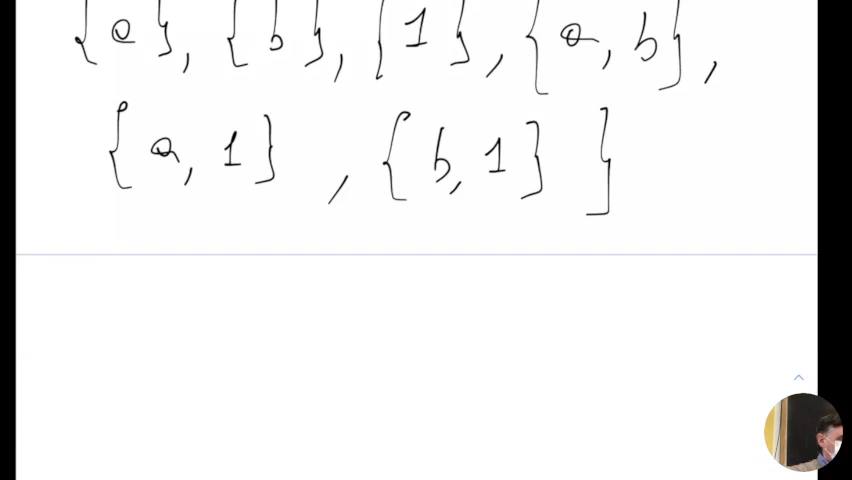 {a}, {b}, {1}, {a, b},
{a, 1}, {b, 1}}